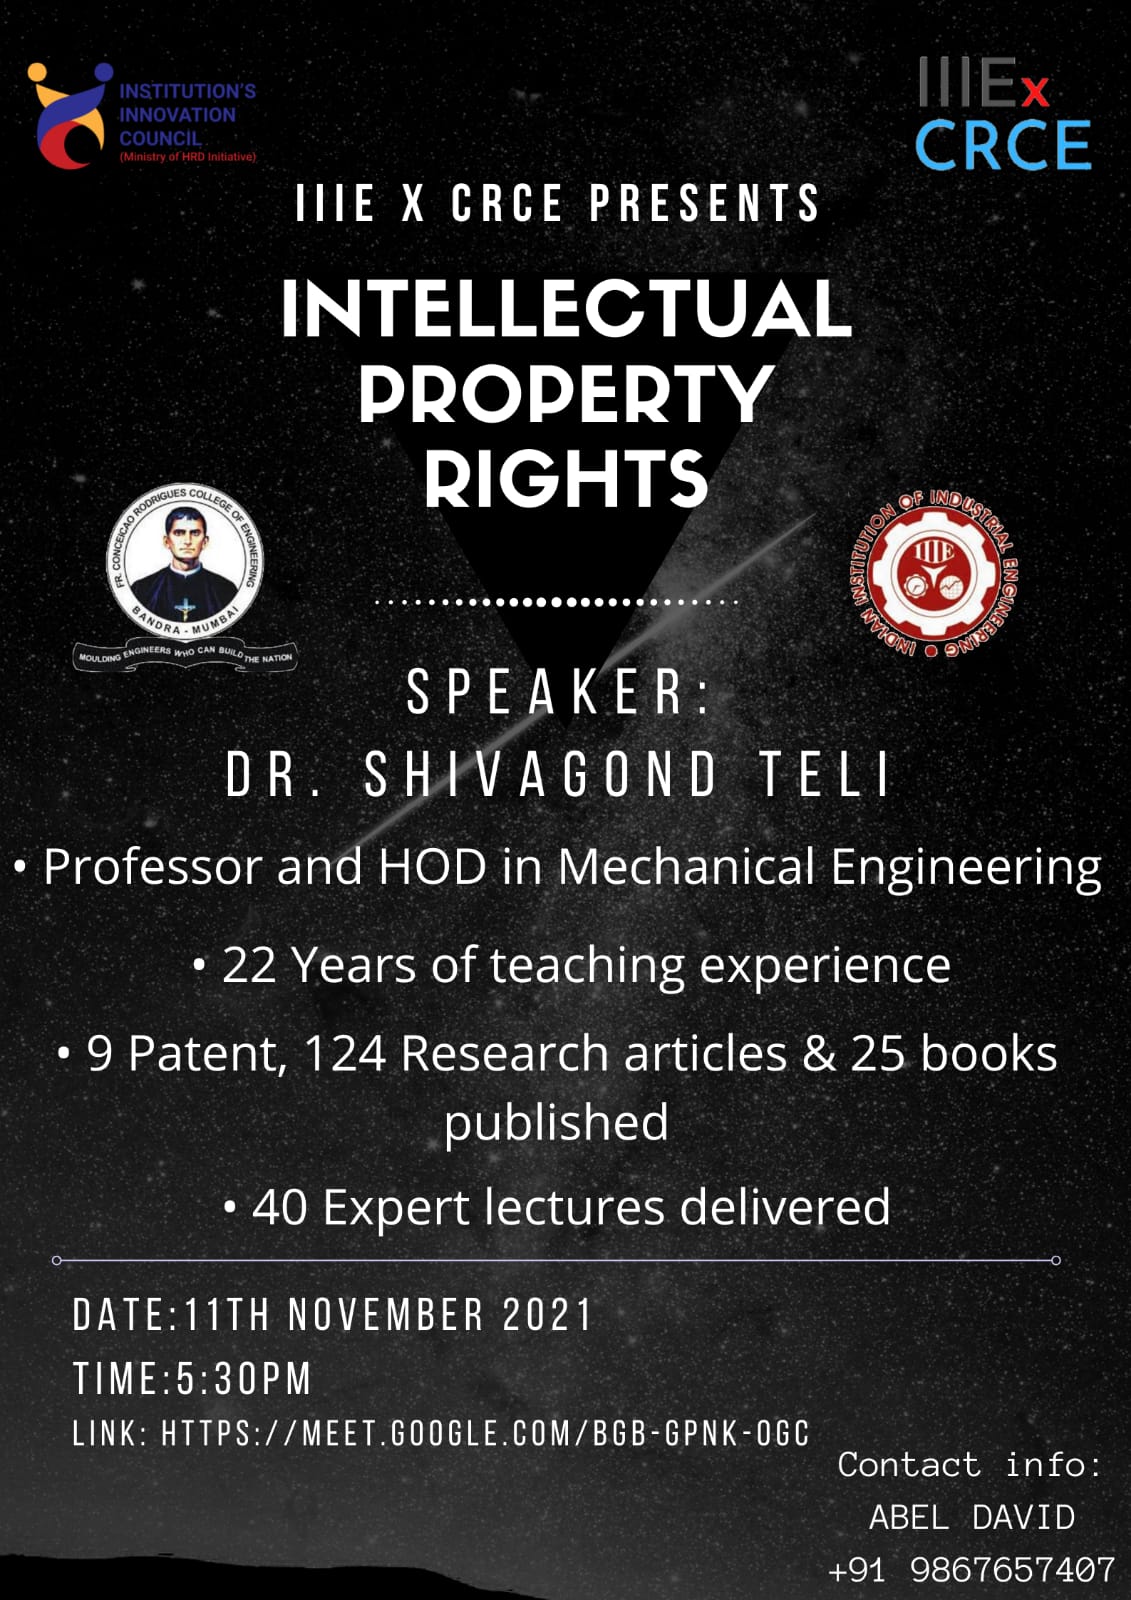 INSTITUTION'S
INNOVATION
COUNCIL
(Ministry of HRD Initiative)
IIIEx
CRCE
IIIE X CRCE PRESENTS
INTELLECTUAL
PROPERTY
RIGHTS
FR. CONCEICAO RODRIGUES COLLEGE OF ENGINEERING
BANDRA - MUMBAI
MOULDING ENGINEERS WHO CAN BUILD THE NATION
INDIAN INSTITUTION OF INDUSTRIAL ENGINEERING
IIIE
SPEAKER:
DR. SHIVAGOND TELI
• Professor and HOD in Mechanical Engineering
• 22 Years of teaching experience
• 9 Patent, 124 Research articles & 25 books
published
• 40 Expert lectures delivered
DATE:11TH NOVEMBER 2021
TIME:5:30PM
LINK: HTTPS://MEET.GOOGLE.COM/BGB-GPNK-OGC
Contact info:
ABEL DAVID
+91 9867657407